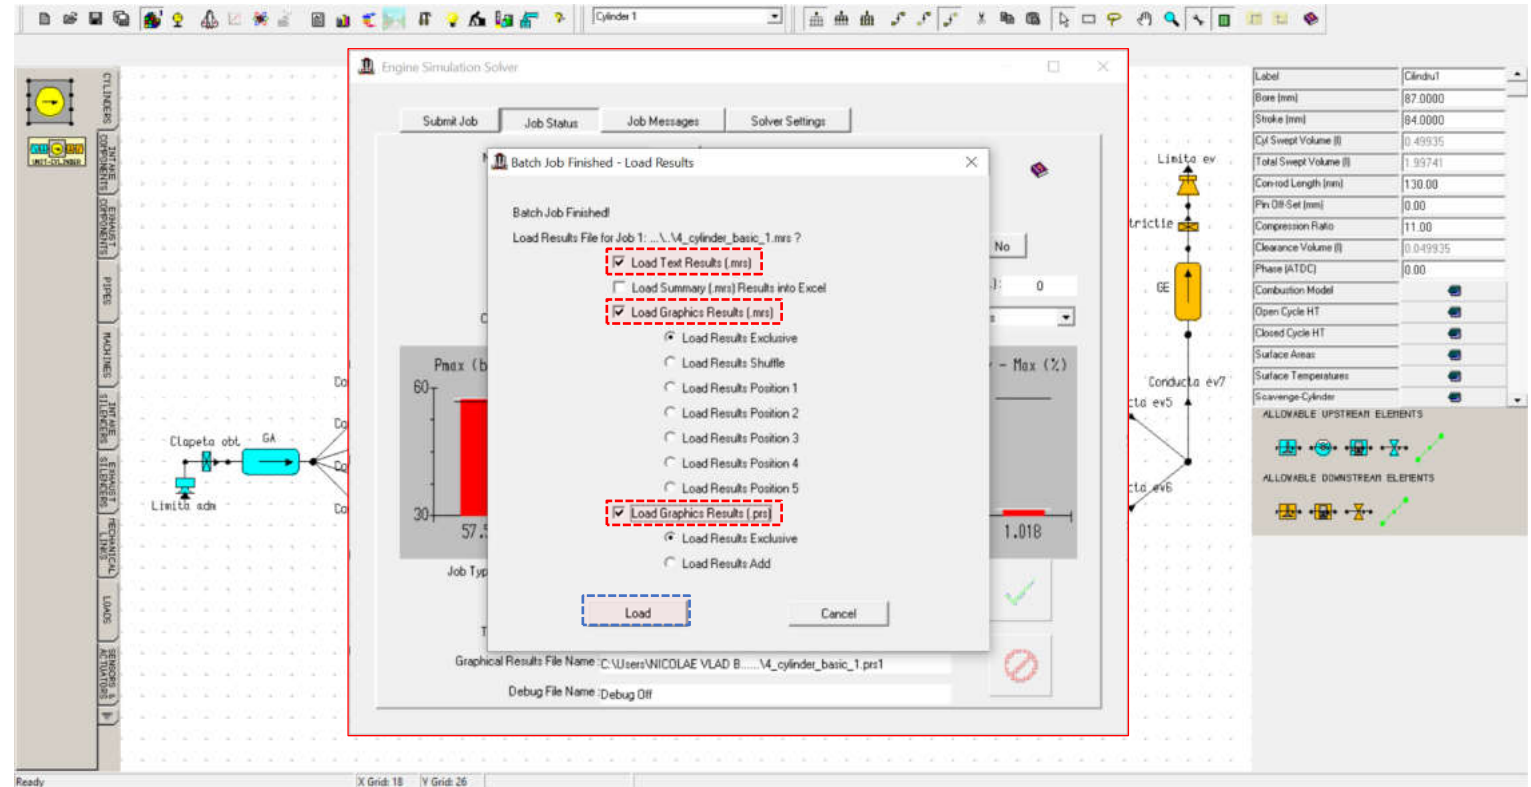 Cylinder 1
Engine Simulation Solver
Submit Job
Job Status
Job Messages
Solver Settings
Batch Job Finished - Load Results
Batch Job Finished!
Load Results File for Job 1: ...\..\4_cylinder_basic_1.mrs ?
Load Text Results (.mrs)
Load Summary (.mrs) Results into Excel
Load Graphics Results (.mrs)
Load Results Exclusive
Load Results Shuffle
Load Results Position 1
Load Results Position 2
Load Results Position 3
Load Results Position 4
Load Results Position 5
Load Graphics Results (.prs)
Load Results Exclusive
Load Results Add
Load
Cancel
No
0
Pmax (b
60
30
57.5
- Max (%)
1.018
Job Typ
Graphical Results File Name :
C:\Users\NICOLAE VLAD B......\4_cylinder_basic_1.prs1
Debug File Name :
Debug Off
CYLINDERS
INTAKE COMPONENTS
EXHAUST COMPONENTS
PIPES
MACHINES
INTAKE SILENCERS
EXHAUST SILENCERS
MECHANICAL LINKS
LOADS
SENSORS & ACTUATORS
UNIT-CYLINDER
Clapeta obt.
GA
Limita adm
Co
Co
Co
Co
Limita ev
trictie
GE
Conducta ev7
cta ev5
cta ev6
Label
Cilindru1
Bore (mm)
87.0000
Stroke (mm)
84.0000
Cyl Swept Volume (l)
0.49935
Total Swept Volume (l)
1.99741
Con-rod Length (mm)
130.00
Pin Off-Set (mm)
0.00
Compression Ratio
11.00
Clearance Volume (l)
0.049935
Phase (ATDC)
0.00
Combustion Model
Open Cycle HT
Closed Cycle HT
Surface Areas
Surface Temperatures
Scavenge-Cylinder
ALLOWABLE UPSTREAM ELEMENTS
ALLOWABLE DOWNSTREAM ELEMENTS
Ready
X Grid: 18
Y Grid: 26